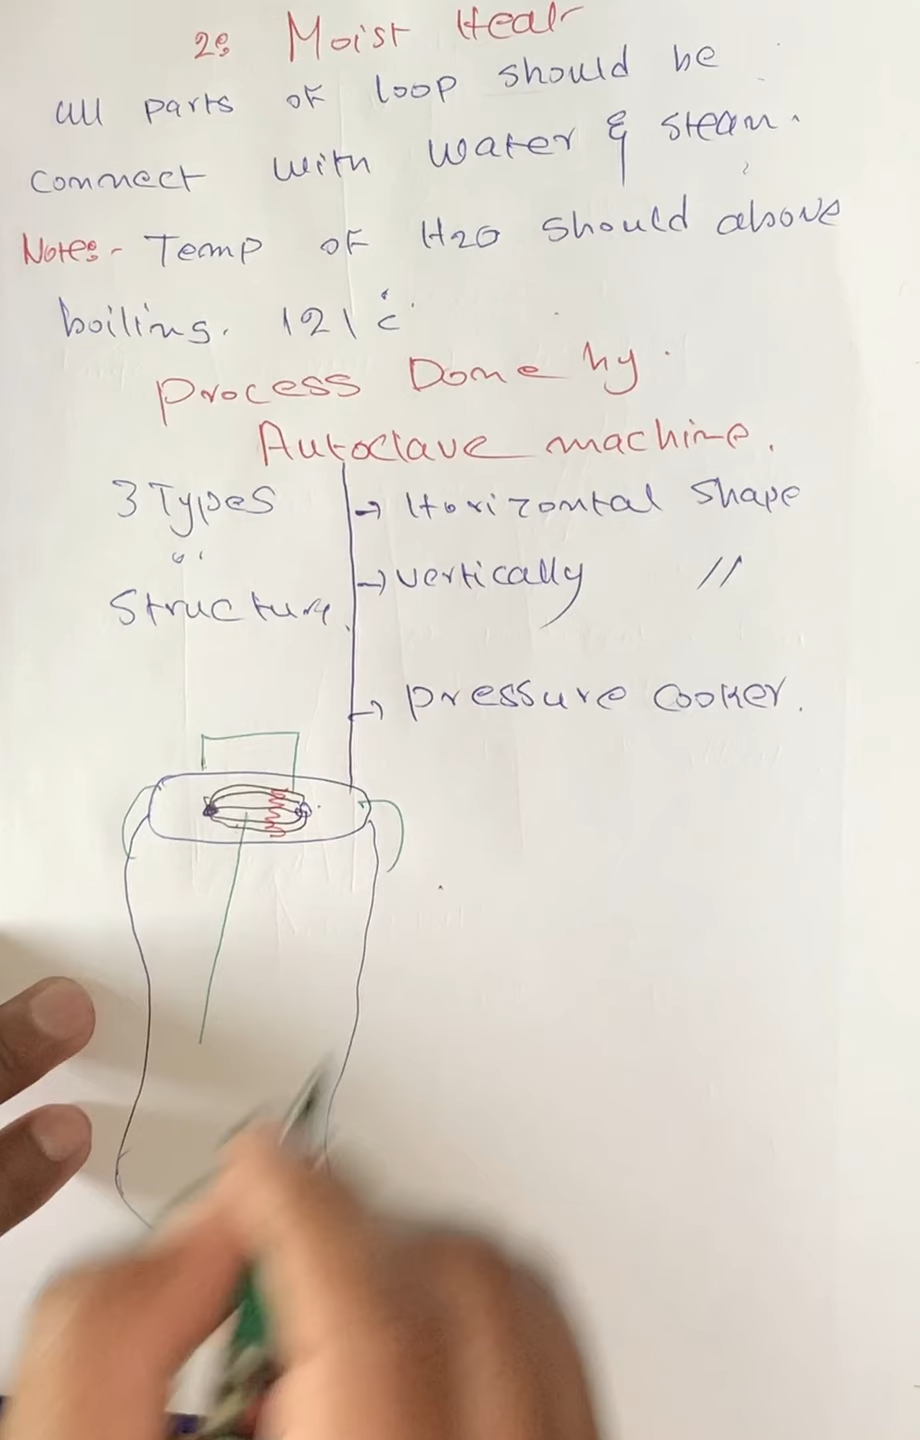 2: Moist Heat
all parts of loop should be
connect with water & steam.
Notes:- Temp of H2O should above
boiling. 121°c
Process Done by
Autoclave machine.
3 Types → Horizontal shape
→ vertically //
Structure
→ pressure cooker.